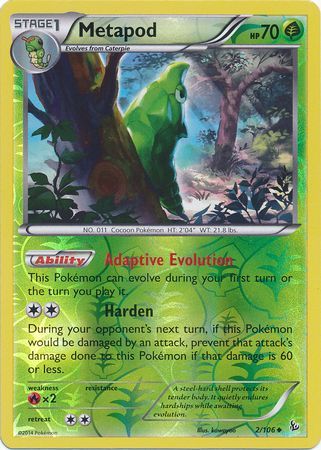 STAGE1
Metapod
HP 70
Evolves from Caterpie
NO. 011 Cocoon Pokémon HT: 2'04" WT: 21.8 lbs.
Ability Adaptive Evolution
This Pokémon can evolve during your first turn or
the turn you play it.
Harden
During your opponent's next turn, if this Pokémon
would be damaged by an attack, prevent that attack's
damage done to this Pokémon if that damage is 60
or less.
weakness resistance
×2
retreat
A steel-hard shell protects its
tender body. It quietly endures
hardships while awaiting
evolution.
©2014 Pokémon
Illus. kawayoo
2/106